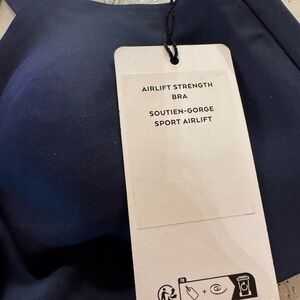 AIRLIFT STRENGTH
BRA
SOUTIEN-GORGE
SPORT AIRLIFT